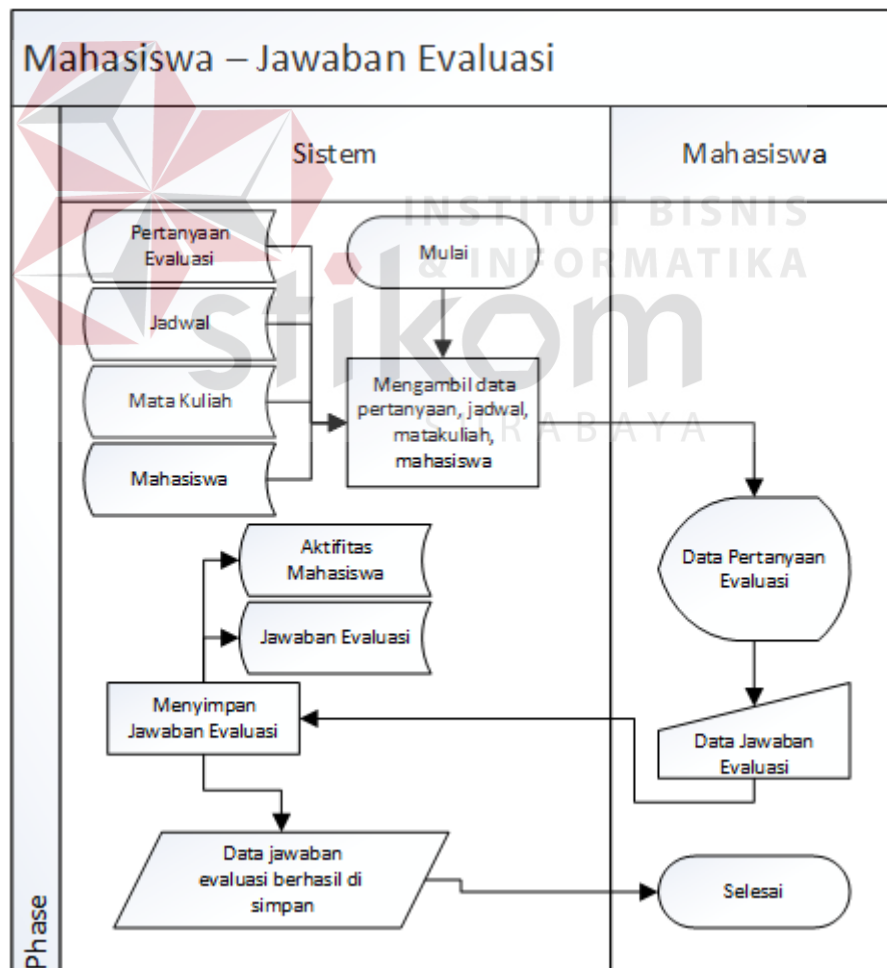 Mahasiswa – Jawaban Evaluasi
Sistem
Mahasiswa
INSTITUT BISNIS
& INFORMATIKA
stikom
SURABAYA
Pertanyaan
Evaluasi
Mulai
Jadwal
Mata Kuliah
Mahasiswa
Mengambil data
pertanyaan, jadwal,
matakuliah,
mahasiswa
Data Pertanyaan
Evaluasi
Aktifitas
Mahasiswa
Jawaban Evaluasi
Menyimpan
Jawaban Evaluasi
Data Jawaban
Evaluasi
Data jawaban
evaluasi berhasil di
simpan
Selesai
Phase